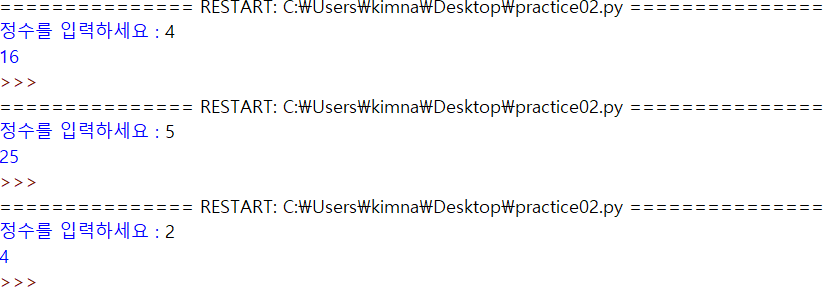 =============== RESTART: C:₩Users₩kimna₩Desktop₩practice02.py ===============
정수를 입력하세요 : 4
16
>>>
=============== RESTART: C:₩Users₩kimna₩Desktop₩practice02.py ===============
정수를 입력하세요 : 5
25
>>>
=============== RESTART: C:₩Users₩kimna₩Desktop₩practice02.py ===============
정수를 입력하세요 : 2
4
>>>